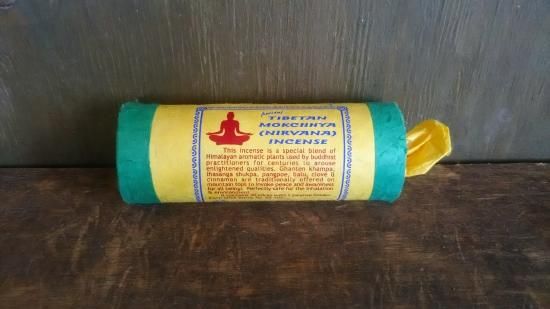 Ancient
TIBETAN
MOKCHHYA
(NIRVANA)
INCENSE
This incense is a special blend of
Himalayan aromatic plants used by buddhist
practitioners for centuries to arouse
enlightened qualities. Ghanten khampa,
thasanga shukpa, pangpoe, balu, clove &
cinnamon are traditionally offered on
mountain tops to invoke peace and awareness
for all beings. Perfectly safe for the inhalation